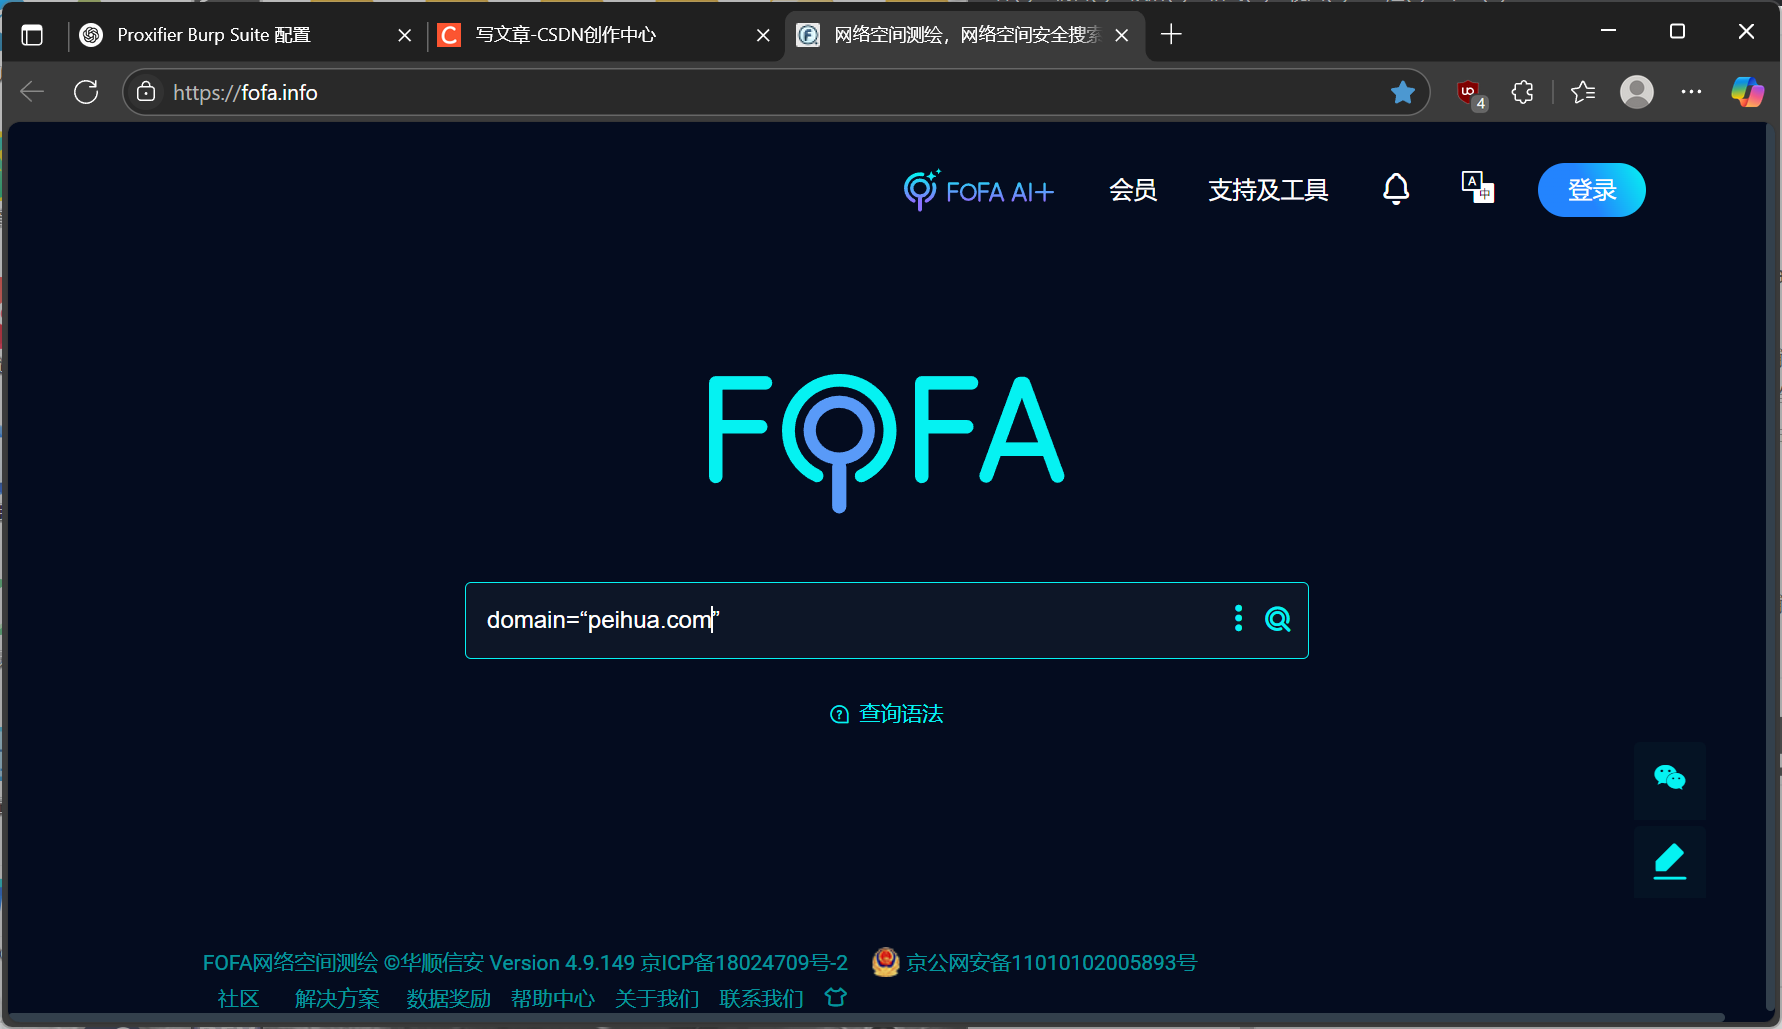 Proxifier Burp Suite 配置
写文章-CSDN创作中心
网络空间测绘，网络空间安全搜索
https://fofa.info
4
FOFA AI+
会员
支持及工具
A
中
登录
FOFA
domain=“peihua.com”
查询语法
FOFA网络空间测绘 ©华顺信安 Version 4.9.149 京ICP备18024709号-2 京公网安备11010102005893号
社区 解决方案 数据奖励 帮助中心 关于我们 联系我们